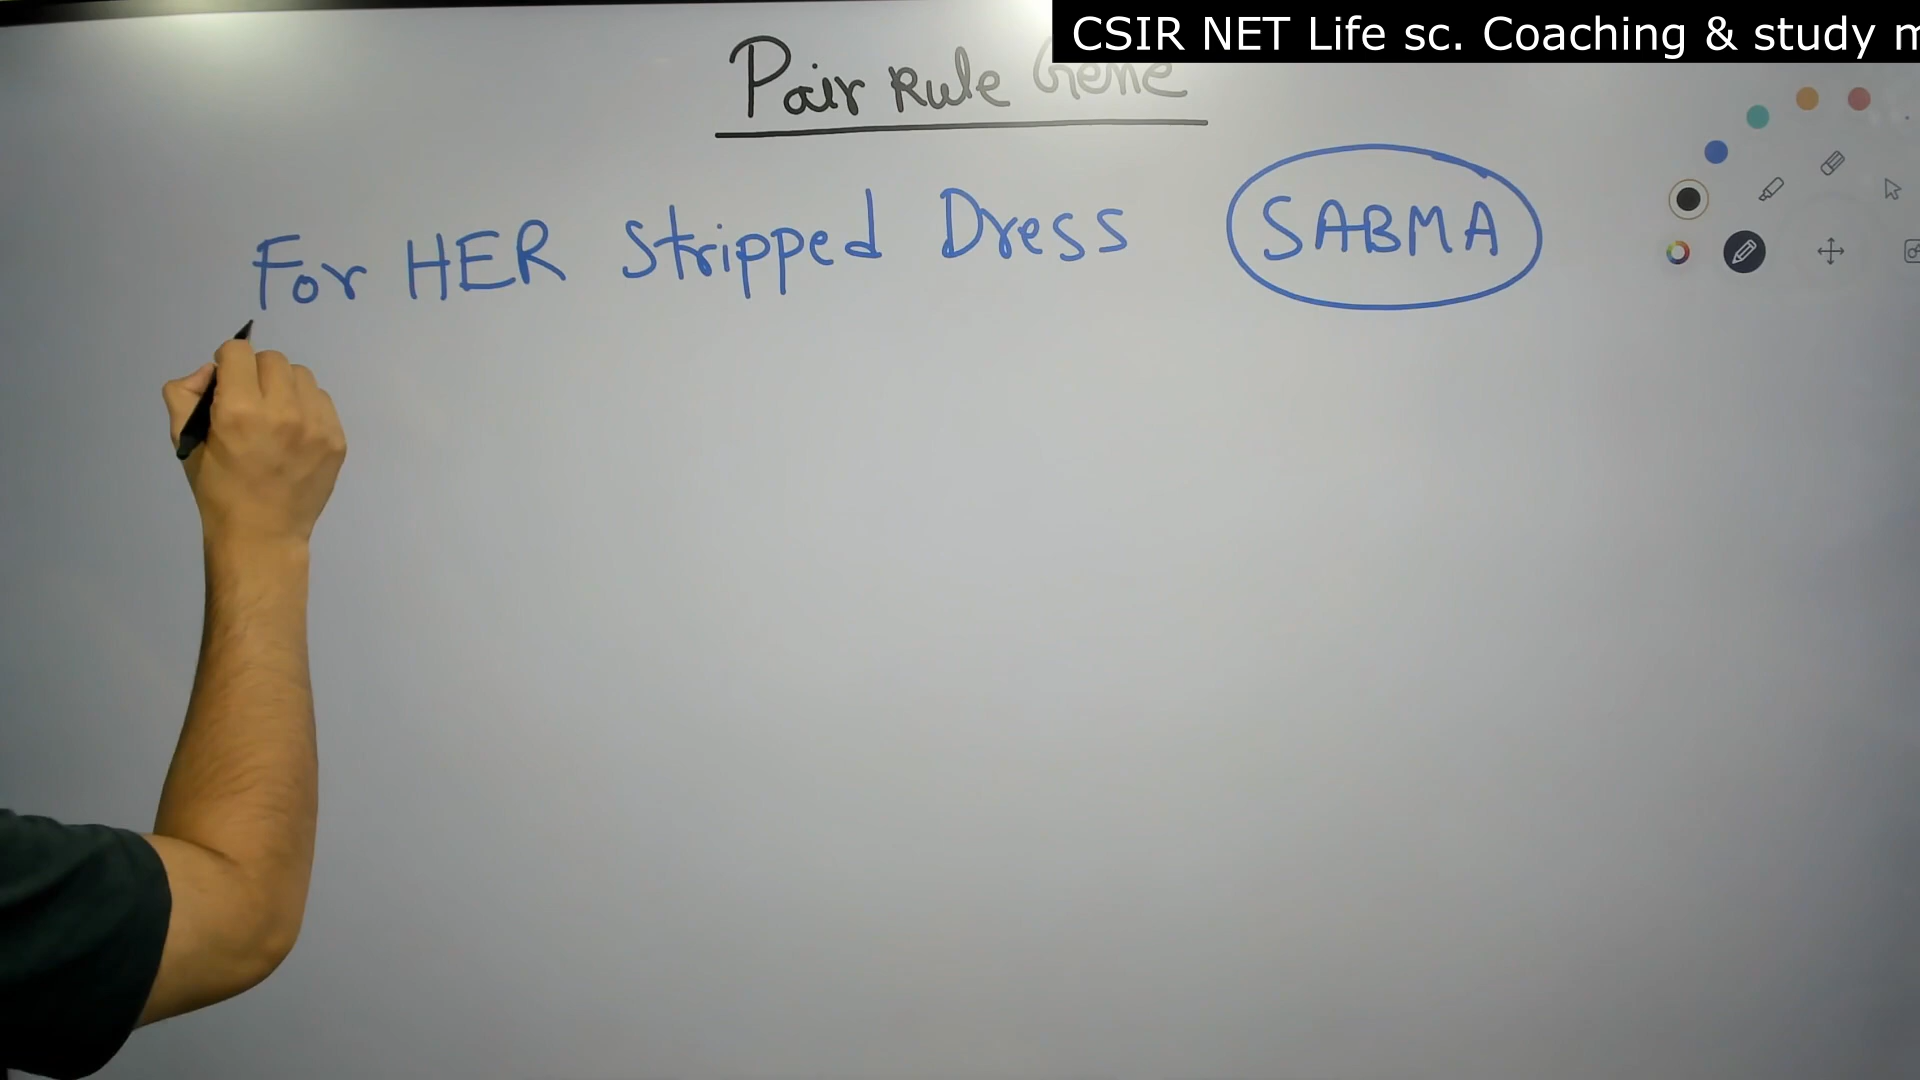 CSIR NET Life sc. Coaching & study m
Pair Rule Gene
For HER Stripped Dress SABMA